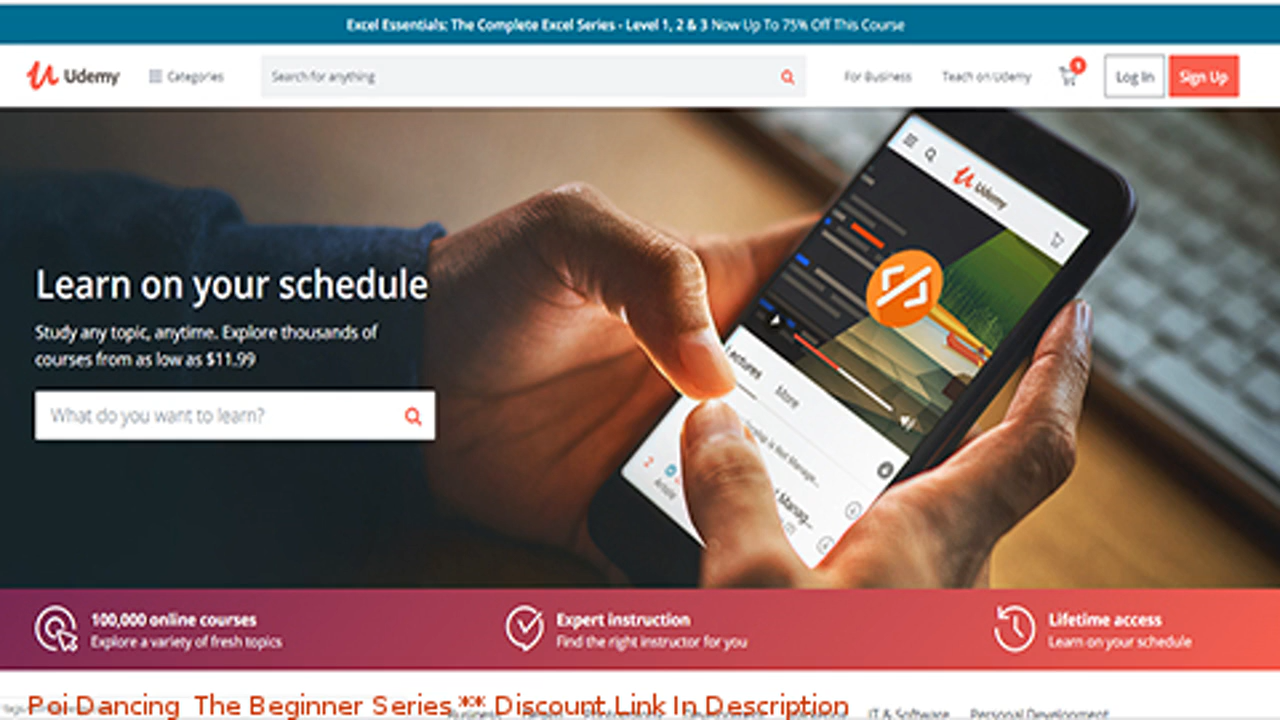 Excel Essentials: The Complete Excel Series - Level 1, 2 & 3 Now Up To 75% Off This Course
Udemy
Categories
Search for anything
For Business
Teach on Udemy
Log In
Sign Up
Udemy
Learn on your schedule
Study any topic, anytime. Explore thousands of
courses from as low as $11.99
What do you want to learn?
Lectures
More
100,000 online courses
Explore a variety of fresh topics
Expert instruction
Find the right instructor for you
Lifetime access
Learn on your schedule
Poi Dancing The Beginner Series ** Discount Link In Description
Business
IT & Software
Personal Development